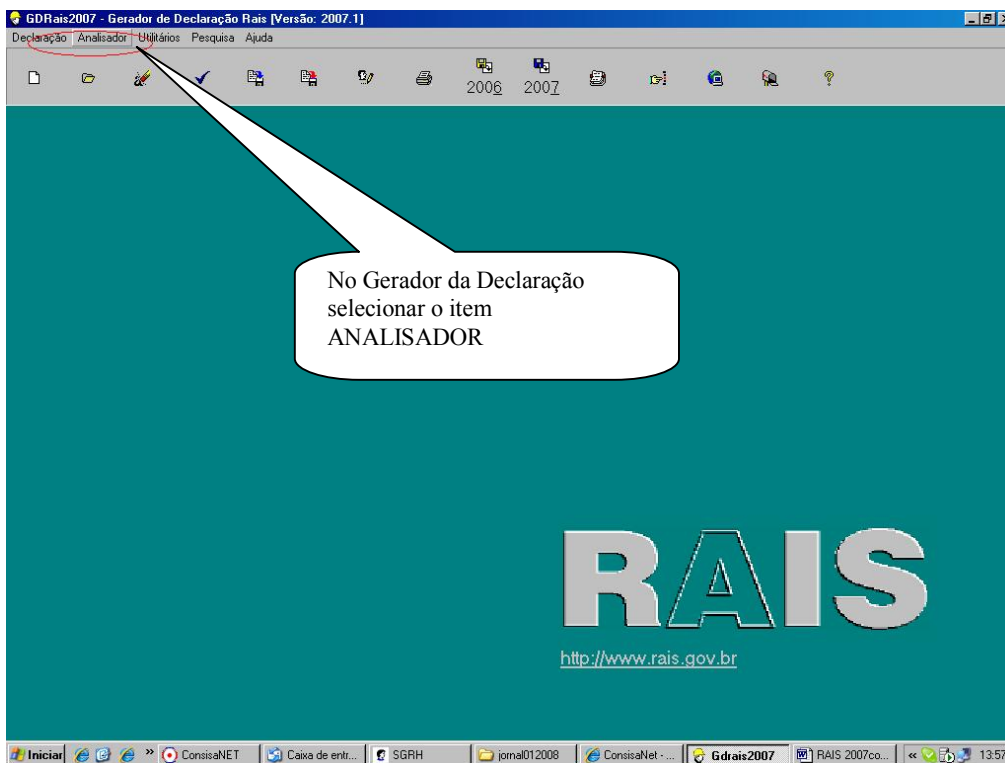 GDRais2007 - Gerador de Declaração Rais [Versão: 2007.1]
Declaração Analisador Utilitários Pesquisa Ajuda
2006 2007
No Gerador da Declaração
selecionar o item
ANALISADOR
RAIS
http://www.rais.gov.br
Iniciar » ConsisaNET Caixa de entr... SGRH jornal012008 ConsisaNet - ... Gdrais2007 RAIS 2007co... « 13:57